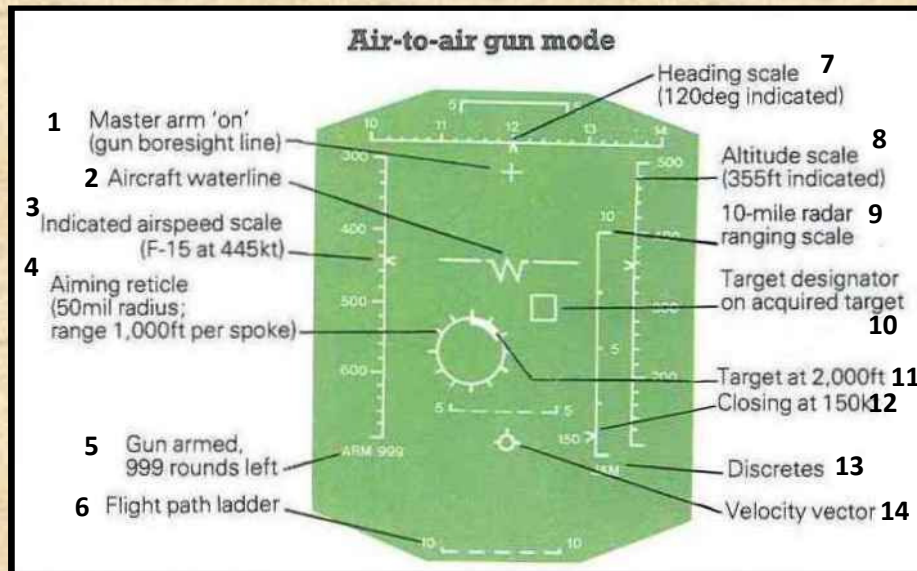 Air-to-air gun mode
1 Master arm 'on'
(gun boresight line)
2 Aircraft waterline
3 Indicated airspeed scale
(F-15 at 445kt)
4 Aiming reticle
(50mil radius;
range 1,000ft per spoke)
5 Gun armed,
999 rounds left
6 Flight path ladder
5 5
10 11 12 13 14
300
400
500
600
ARM 999
5 5
10 10
10
5
150
500
7
Heading scale
(120deg indicated)
8
Altitude scale
(355ft indicated)
10-mile radar 9
ranging scale
Target designator
on acquired target
10
Target at 2,000ft 11
Closing at 150k 12
Discretes 13
Velocity vector 14